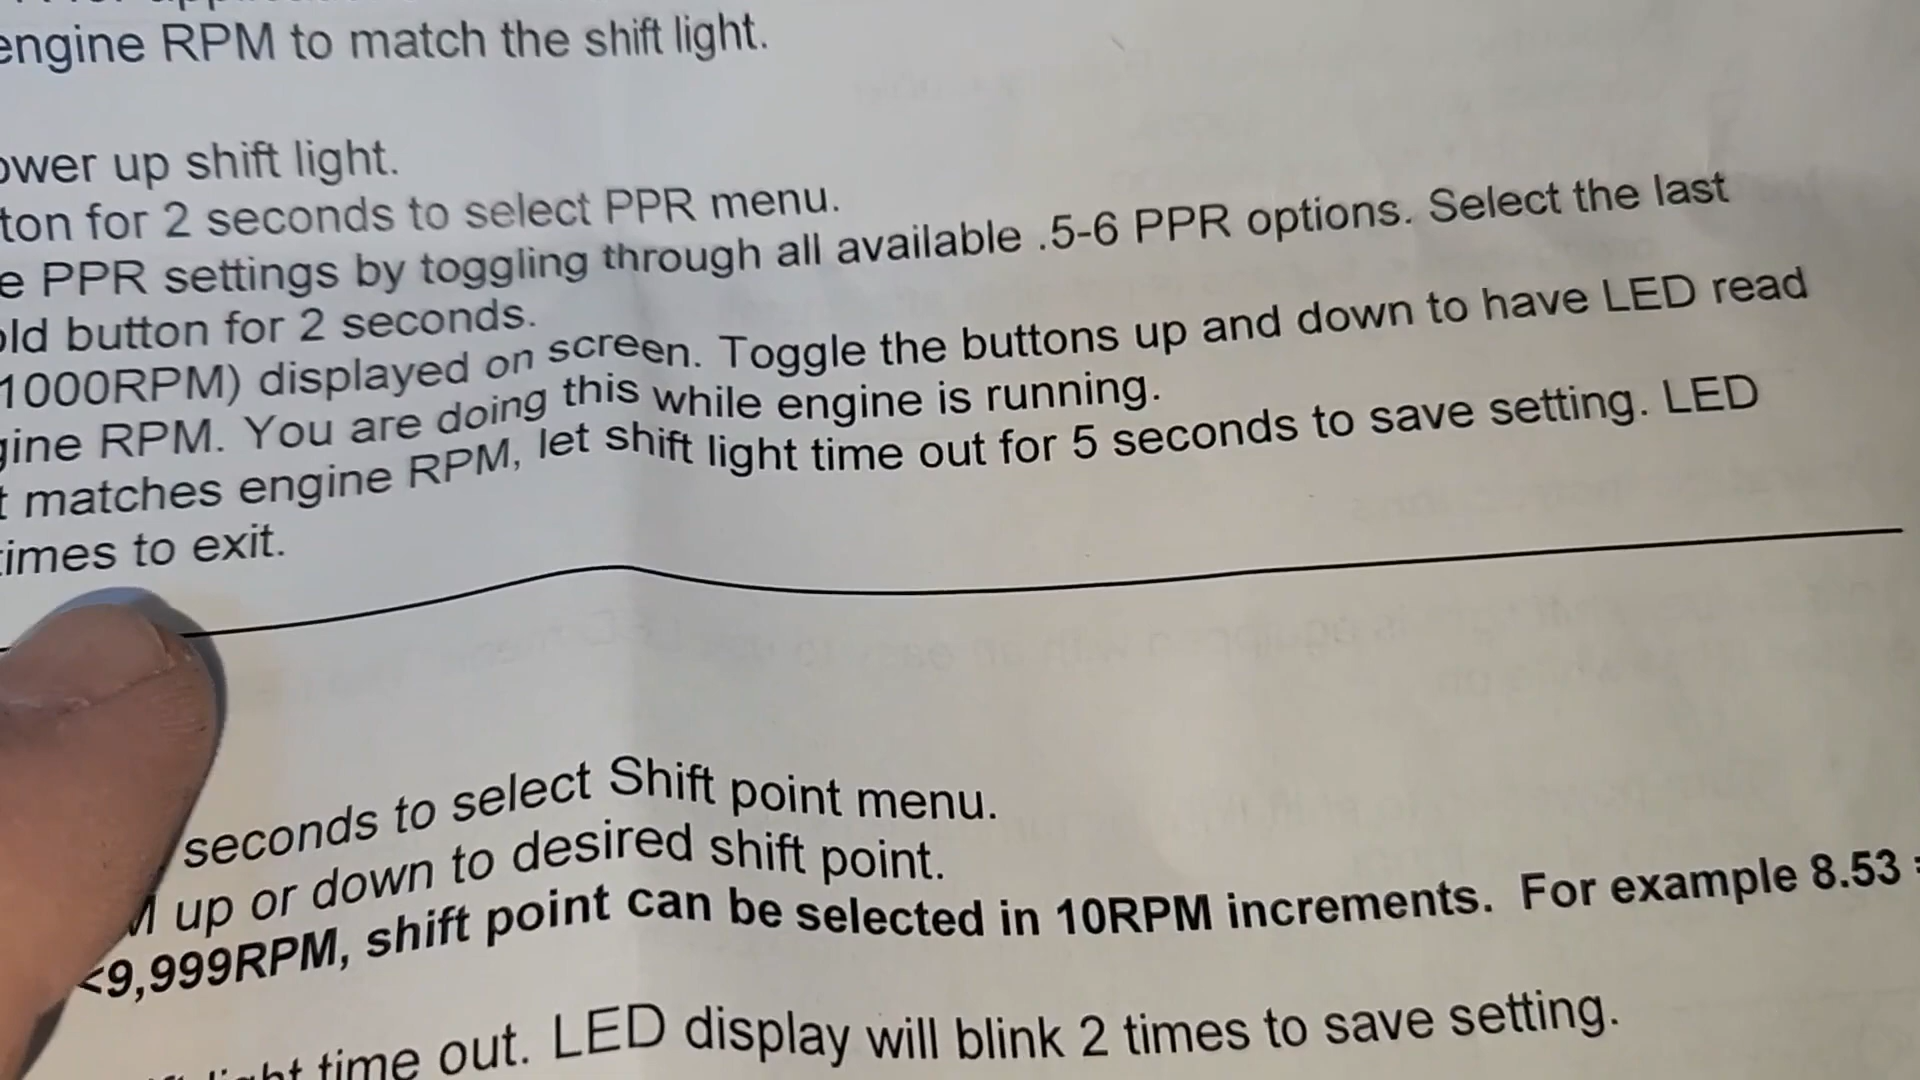 engine RPM to match the shift light.
ower up shift light.
ton for 2 seconds to select PPR menu.
e PPR settings by toggling through all available .5-6 PPR options. Select the last
old button for 2 seconds.
1000RPM) displayed on screen. Toggle the buttons up and down to have LED read
gine RPM. You are doing this while engine is running.
t matches engine RPM, let shift light time out for 5 seconds to save setting. LED
times to exit.
seconds to select Shift point menu.
M up or down to desired shift point.
<9,999RPM, shift point can be selected in 10RPM increments. For example 8.53 =
light time out. LED display will blink 2 times to save setting.